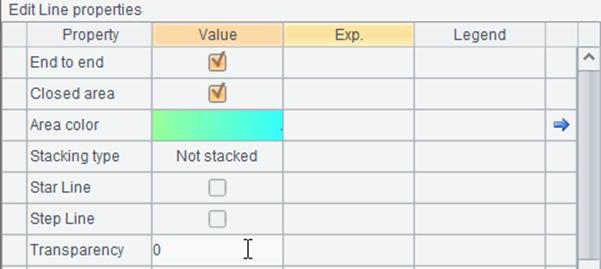 Edit Line properties
Property Value Exp. Legend
End to end
Closed area
Area color
Stacking type Not stacked
Star Line
Step Line
Transparency 0